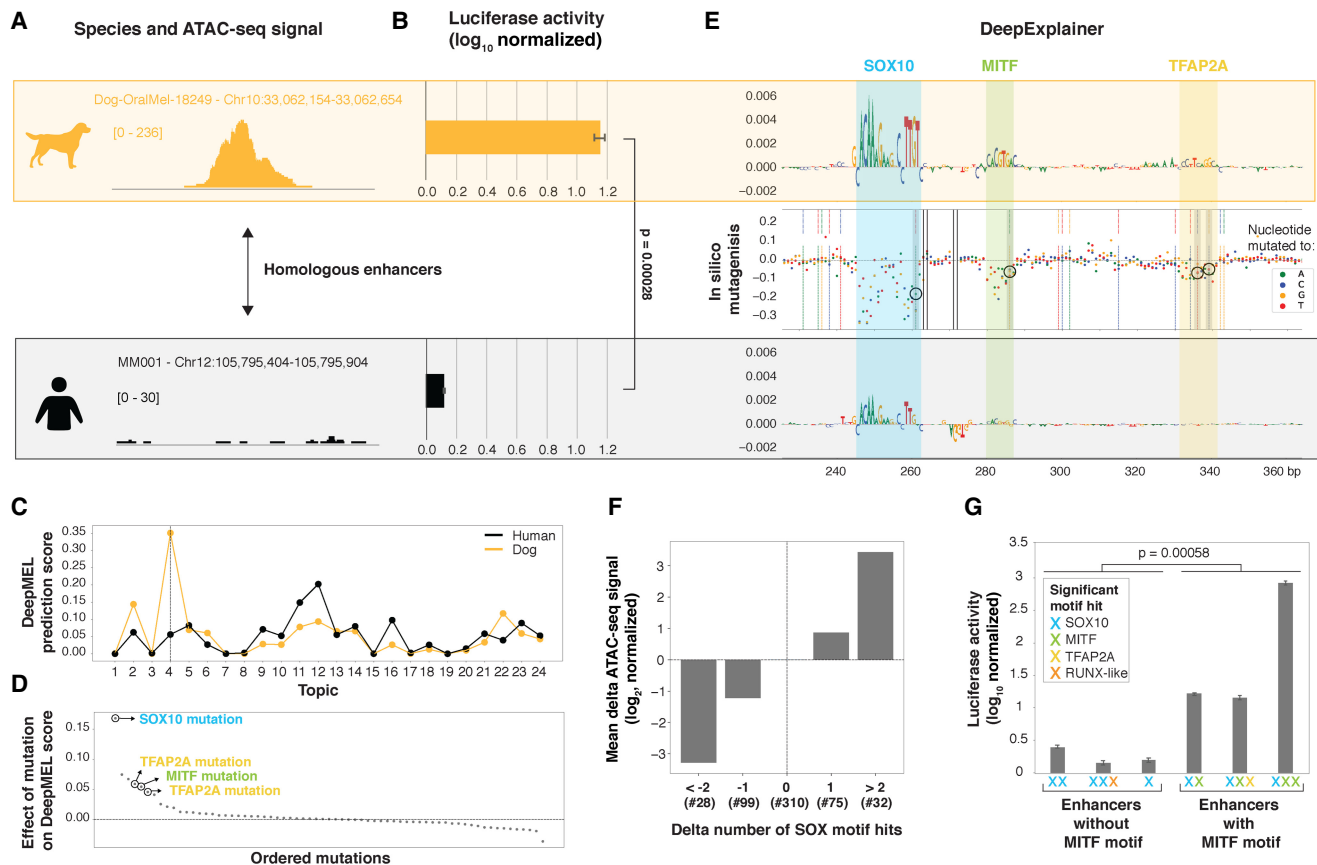 A
Species and ATAC-seq signal
B
Luciferase activity
(log10 normalized)
E
DeepExplainer
SOX10
MITF
TFAP2A
Dog-OralMel-18249 - Chr10:33,062,154-33,062,654
[0 - 236]
0.0 0.2 0.4 0.6 0.8 1.0 1.2
0.006
0.004
0.002
0.000
−0.002
Homologous enhancers
p = 0.00028
In silico
mutagenisis
0.2
0.1
0.0
−0.1
−0.2
−0.3
Nucleotide
mutated to:
A
C
G
T
MM001 - Chr12:105,795,404-105,795,904
[0 - 30]
0.0 0.2 0.4 0.6 0.8 1.0 1.2
0.006
0.004
0.002
0.000
−0.002
240 260 280 300 320 340 360 bp
C
DeepMEL
prediction score
0.35
0.30
0.25
0.20
0.15
0.10
0.05
0.00
Human
Dog
1 2 3 4 5 6 7 8 9 10 11 12 13 14 15 16 17 18 19 20 21 22 23 24
Topic
D
Effect of mutation
on DeepMEL score
0.15
0.10
0.05
0.00
SOX10 mutation
TFAP2A mutation
MITF mutation
TFAP2A mutation
Ordered mutations
F
Mean delta ATAC-seq signal
(log2, normalized)
3
2
1
0
−1
−2
−3
< -2 -1 0 1 > 2
(#28) (#99) (#310) (#75) (#32)
Delta number of SOX motif hits
G
Luciferase activity
(log10 normalized)
3.5
3
2.5
2
1.5
1
0.5
0
p = 0.00058
Significant
motif hit
X SOX10
X MITF
X TFAP2A
X RUNX-like
XX XXX X XX XXX XXX
Enhancers
without
MITF motif
Enhancers
with
MITF motif